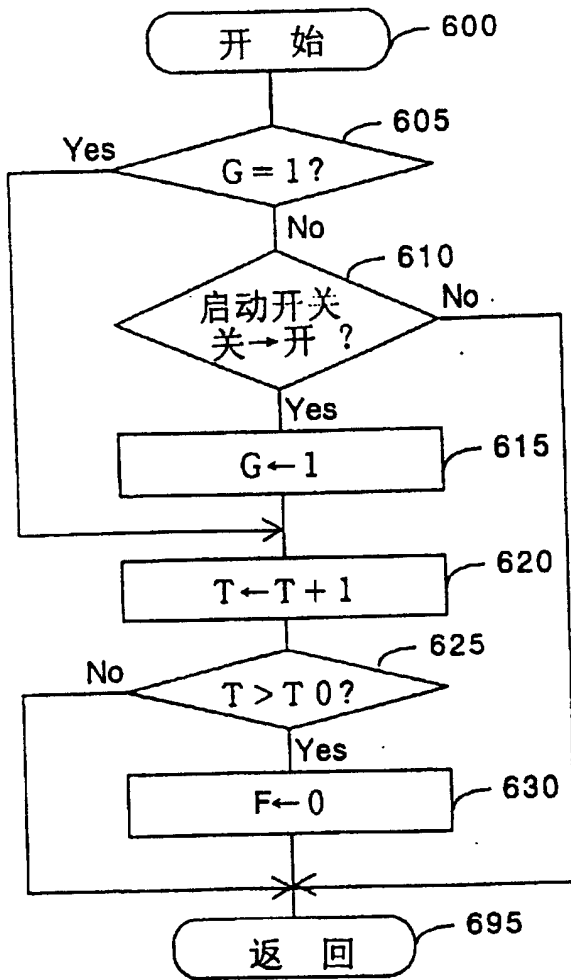 开 始
600
605
Yes
G = 1 ?
No
610
No
启动开关
关→开 ?
Yes
G←1
615
T←T + 1
620
625
No
T > T 0 ?
Yes
F←0
630
返 回
695